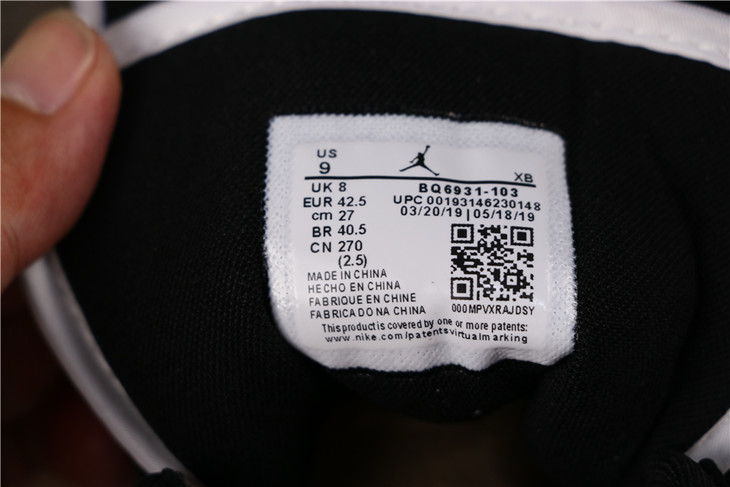 US
9
XB
UK 8
EUR 42.5
cm 27
BR 40.5
CN 270
(2.5)
BQ6931-103
UPC 00193146230148
03/20/19 | 05/18/19
000MPVXRAJDSY
MADE IN CHINA
HECHO EN CHINA
FABRIQUE EN CHINE
FABRICADO NA CHINA
This product is covered by one or more patents:
www.nike.com/patentsvirtualmarking